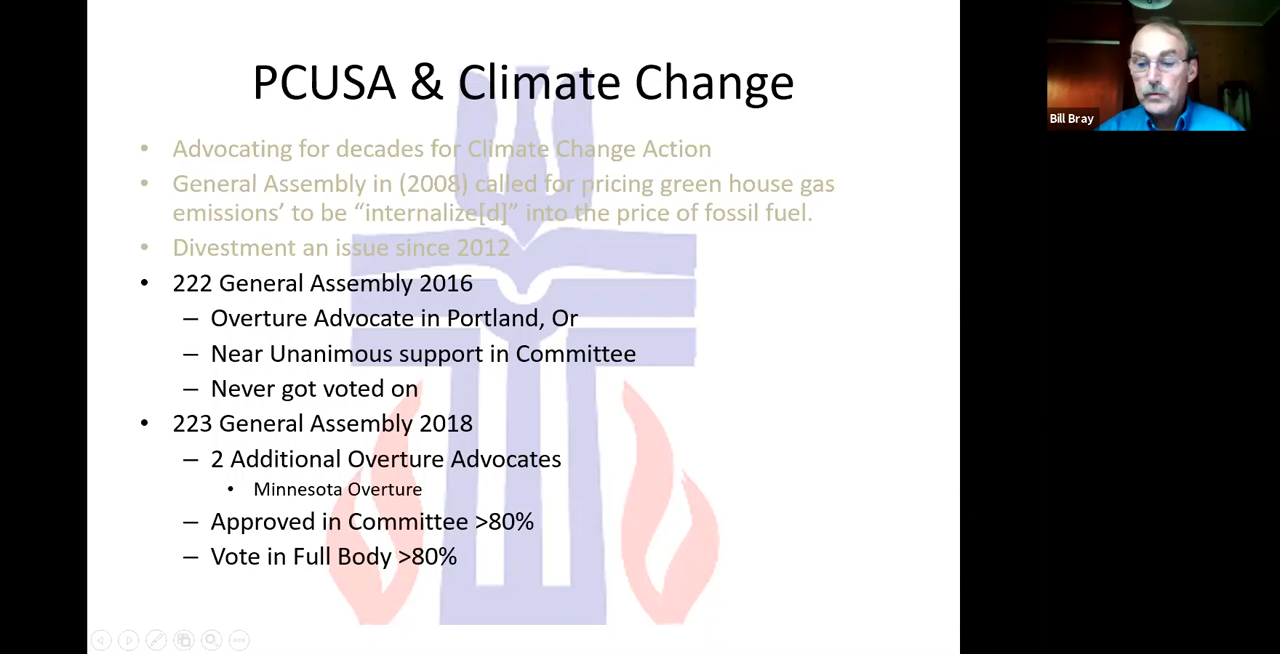 PCUSA & Climate Change
• Advocating for decades for Climate Change Action
• General Assembly in (2008) called for pricing green house gas
emissions’ to be “internalize[d]” into the price of fossil fuel.
• Divestment an issue since 2012
• 222 General Assembly 2016
– Overture Advocate in Portland, Or
– Near Unanimous support in Committee
– Never got voted on
• 223 General Assembly 2018
– 2 Additional Overture Advocates
• Minnesota Overture
– Approved in Committee >80%
– Vote in Full Body >80%
Bill Bray